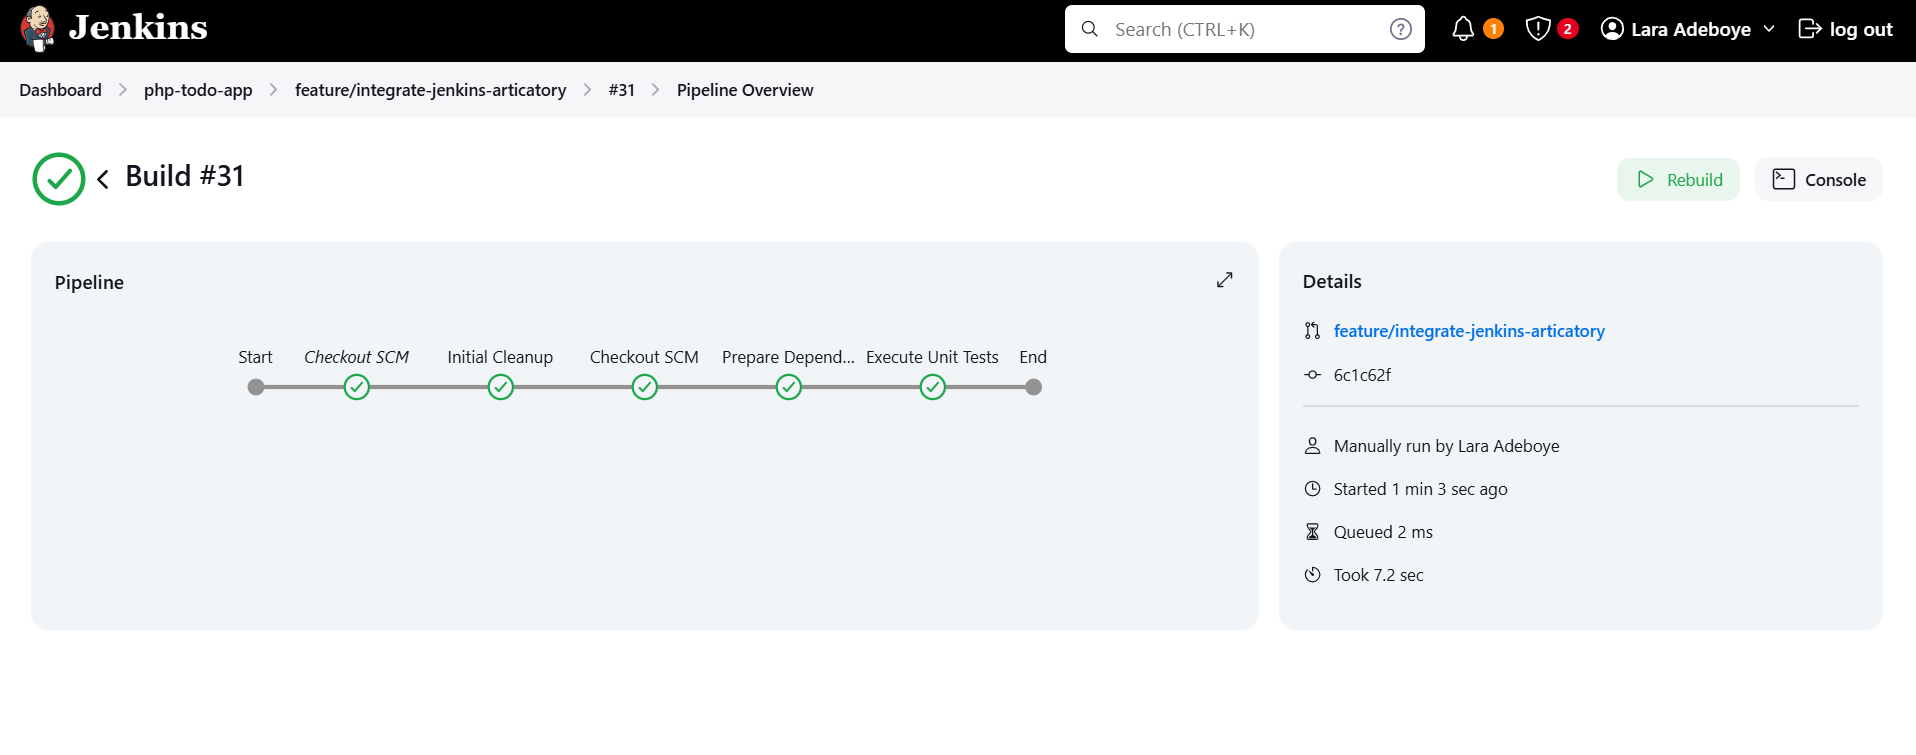 Jenkins
Search (CTRL+K)
?
1
2
Lara Adeboye
log out
Dashboard > php-todo-app > feature/integrate-jenkins-articatory > #31 > Pipeline Overview
Build #31
Rebuild
Console
Pipeline
Start
Checkout SCM
Initial Cleanup
Checkout SCM
Prepare Depend...
Execute Unit Tests
End
Details
feature/integrate-jenkins-articatory
6c1c62f
Manually run by Lara Adeboye
Started 1 min 3 sec ago
Queued 2 ms
Took 7.2 sec